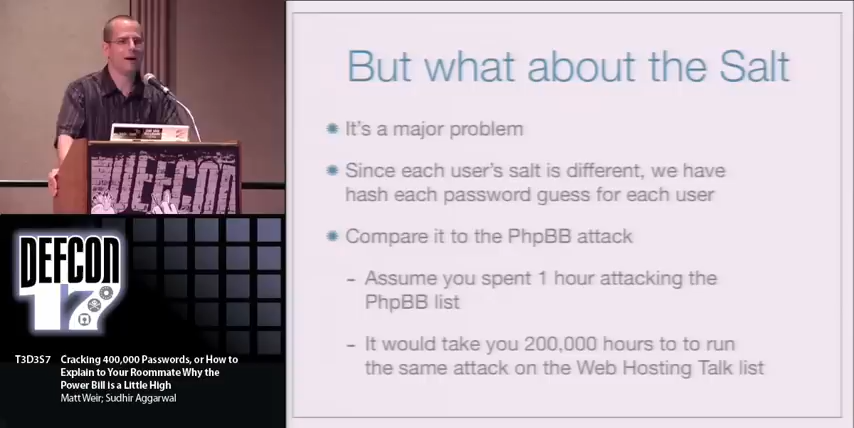 But what about the Salt
It's a major problem
Since each user's salt is different, we have
hash each password guess for each user
Compare it to the PhpBB attack
- Assume you spent 1 hour attacking the
PhpBB list
- It would take you 200,000 hours to to run
the same attack on the Web Hosting Talk list
DEFCON
DEFCON
17
T3D3S7 Cracking 400,000 Passwords, or How to
Explain to Your Roommate Why the
Power Bill is a Little High
Matt Weir; Sudhir Aggarwal